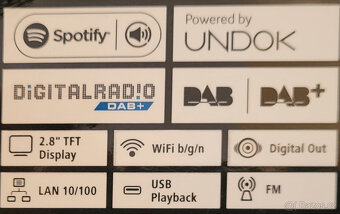 Spotify
Powered by
UNDOK
DiGiTALRAD!O
DAB+
DAB
DAB+
2.8" TFT
Display
WiFi b/g/n
Digital Out
LAN 10/100
USB
Playback
FM